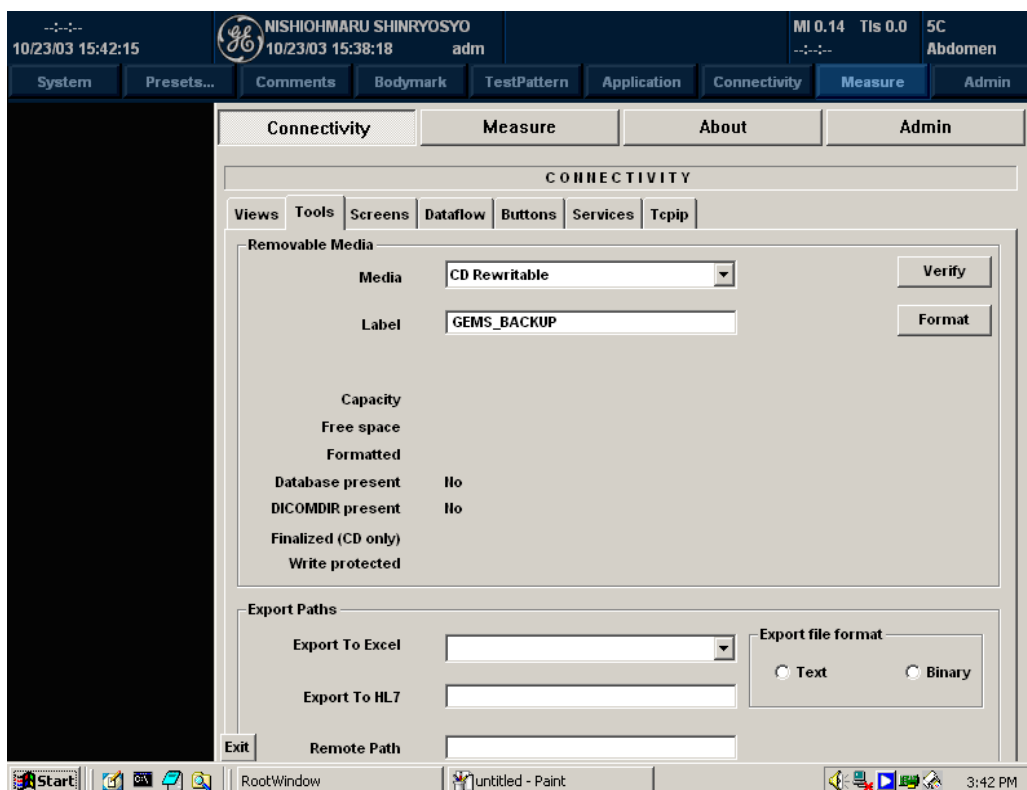 --:--:-- NISHIOHMARU SHINRYOSYO MI 0.14 TIs 0.0 5C
10/23/03 15:42:15 10/23/03 15:38:18 adm --:--:-- Abdomen
System Presets... Comments Bodymark TestPattern Application Connectivity Measure Admin
Connectivity Measure About Admin
CONNECTIVITY
Views Tools Screens Dataflow Buttons Services Tcpip
Removable Media
Media CD Rewritable Verify
Label GEMS_BACKUP Format
Capacity
Free space
Formatted
Database present No
DICOMDIR present No
Finalized (CD only)
Write protected
Export Paths
Export To Excel Export file format
Text Binary
Export To HL7
Exit Remote Path
Start RootWindow untitled - Paint 3:42 PM